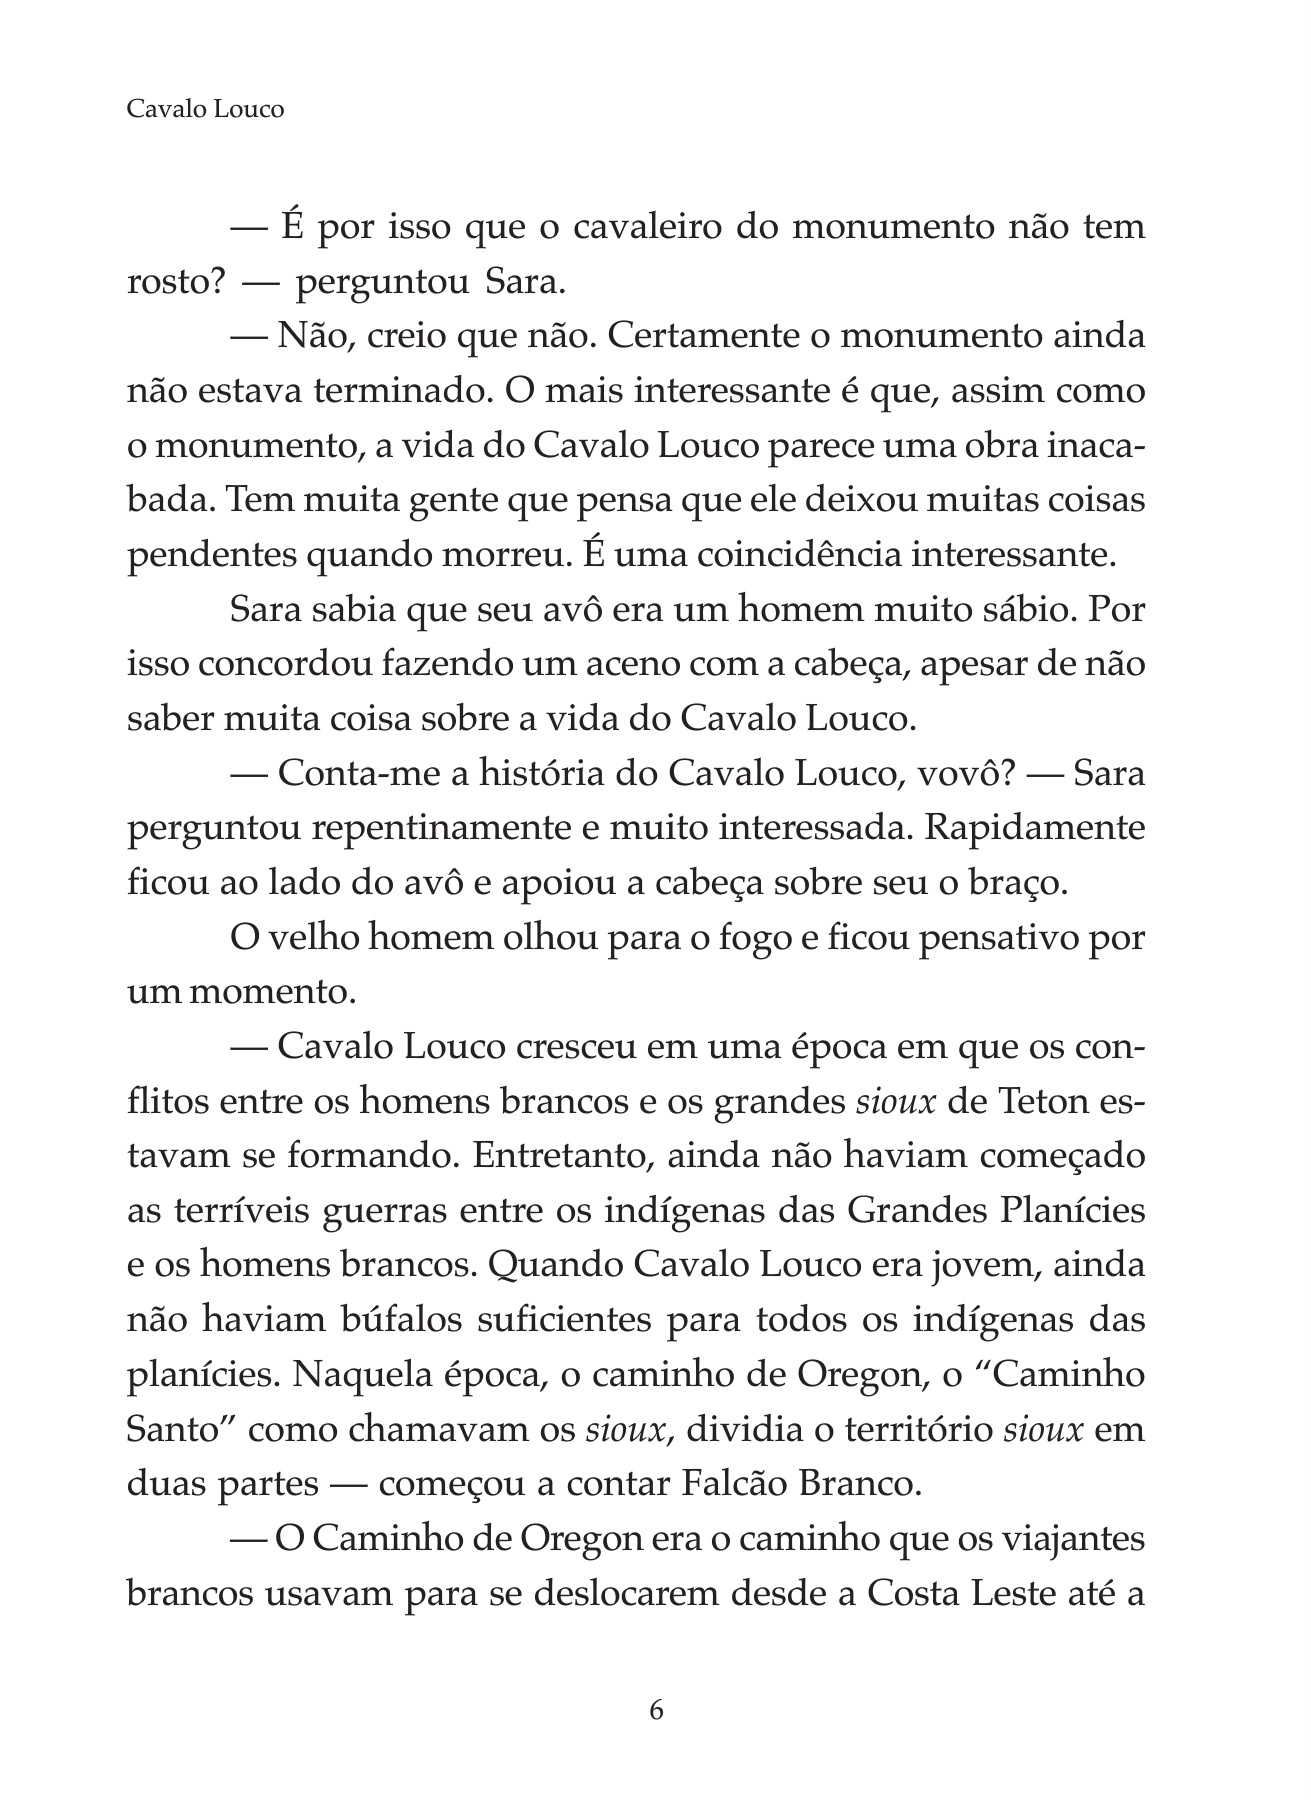 Cavalo Louco
— É por isso que o cavaleiro do monumento não tem
rosto? — perguntou Sara.
— Não, creio que não. Certamente o monumento ainda
não estava terminado. O mais interessante é que, assim como
o monumento, a vida do Cavalo Louco parece uma obra inaca-
bada. Tem muita gente que pensa que ele deixou muitas coisas
pendentes quando morreu. É uma coincidência interessante.
Sara sabia que seu avô era um homem muito sábio. Por
isso concordou fazendo um aceno com a cabeça, apesar de não
saber muita coisa sobre a vida do Cavalo Louco.
— Conta-me a história do Cavalo Louco, vovô? — Sara
perguntou repentinamente e muito interessada. Rapidamente
ficou ao lado do avô e apoiou a cabeça sobre seu o braço.
O velho homem olhou para o fogo e ficou pensativo por
um momento.
— Cavalo Louco cresceu em uma época em que os con-
flitos entre os homens brancos e os grandes sioux de Teton es-
tavam se formando. Entretanto, ainda não haviam começado
as terríveis guerras entre os indígenas das Grandes Planícies
e os homens brancos. Quando Cavalo Louco era jovem, ainda
não haviam búfalos suficientes para todos os indígenas das
planícies. Naquela época, o caminho de Oregon, o “Caminho
Santo” como chamavam os sioux, dividia o território sioux em
duas partes — começou a contar Falcão Branco.
— O Caminho de Oregon era o caminho que os viajantes
brancos usavam para se deslocarem desde a Costa Leste até a
6